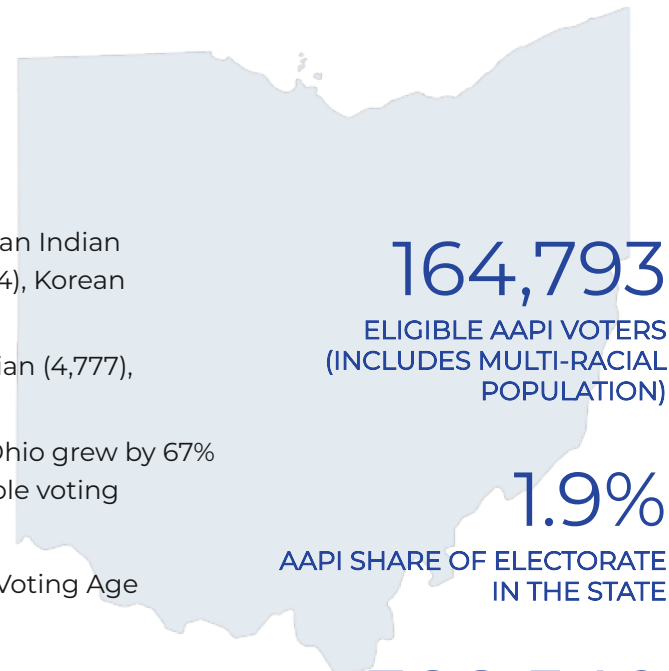 an Indian
4), Korean
ian (4,777),
Ohio grew by 67%
ole voting
Voting Age
164,793
ELIGIBLE AAPI VOTERS
(INCLUDES MULTI-RACIAL
POPULATION)
1.9%
AAPI SHARE OF ELECTORATE
IN THE STATE